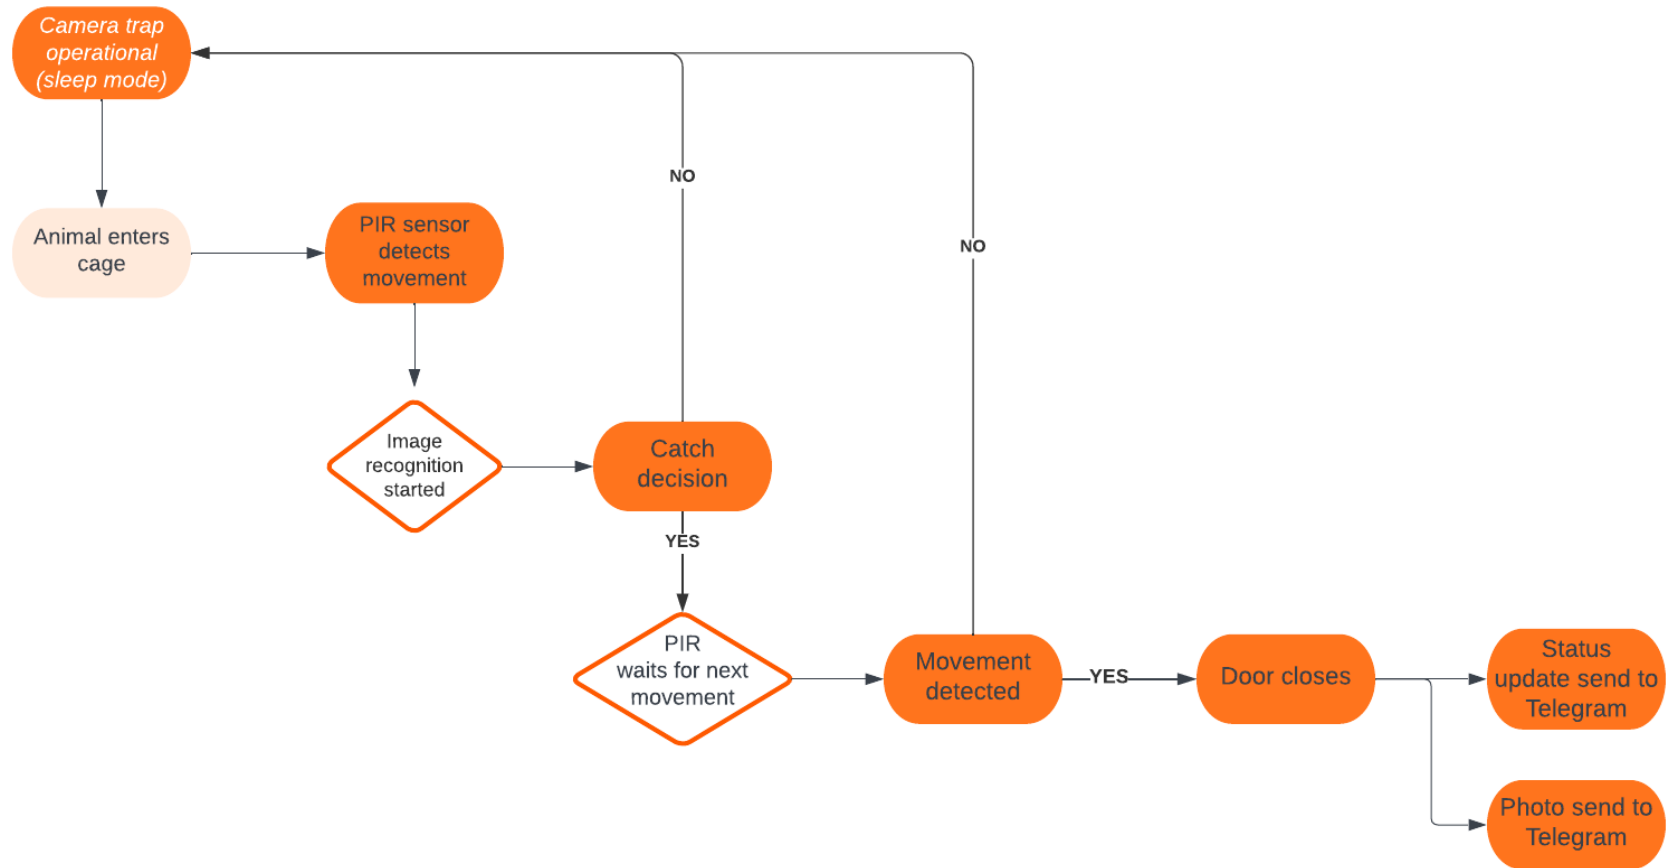 Camera trap
operational
(sleep mode)
NO
Animal enters
cage
PIR sensor
detects
movement
NO
Image
recognition
started
Catch
decision
YES
PIR
waits for next
movement
Movement
detected
YES
Door closes
Status
update send to
Telegram
Photo send to
Telegram